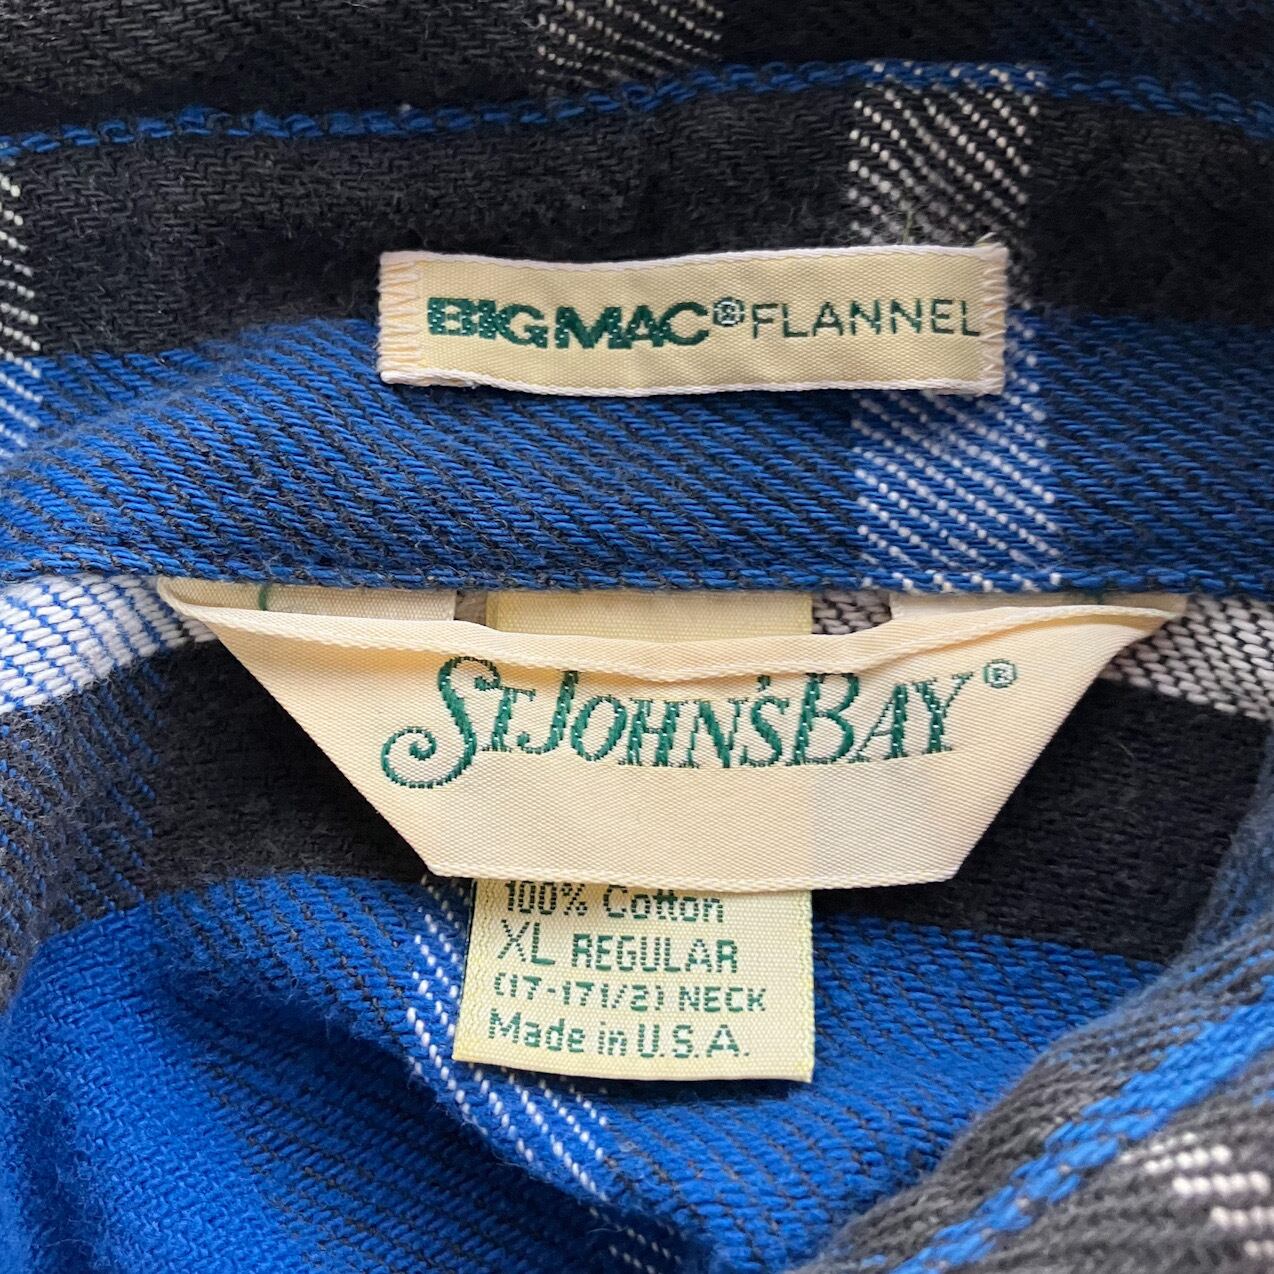 BIG MAC® FLANNEL
ST. JOHN'S BAY®
100% Cotton
XL REGULAR
(17-17 1/2) NECK
Made in U.S.A.